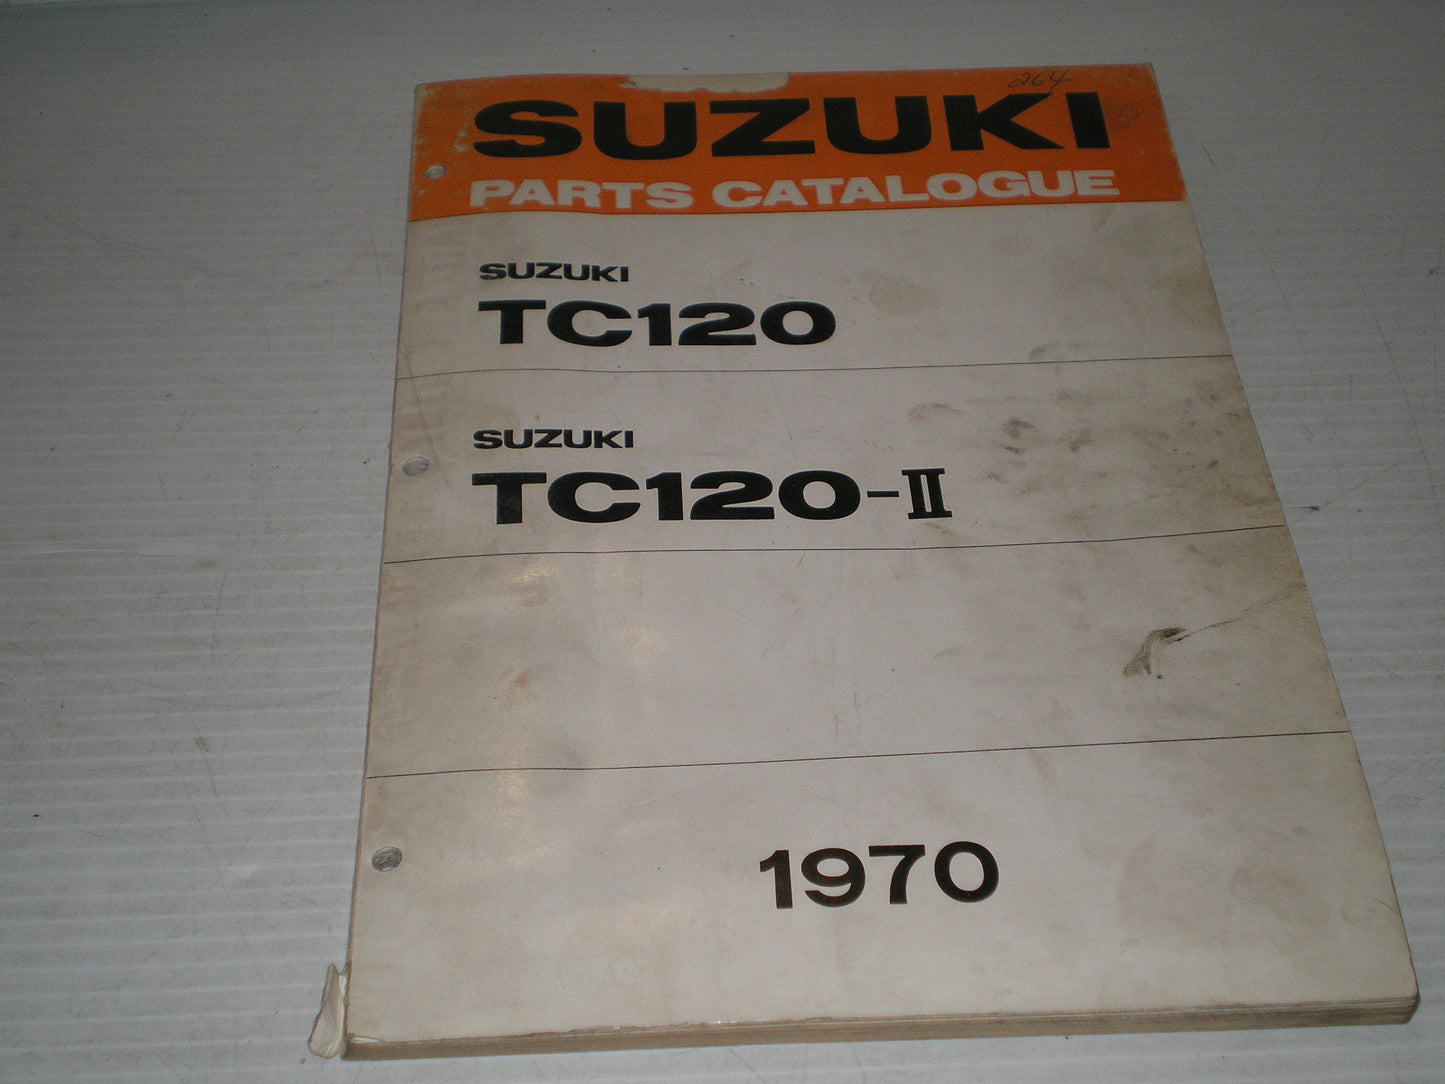 264
SUZUKI
PARTS CATALOGUE
SUZUKI
TC120
SUZUKI
TC120-II
1970